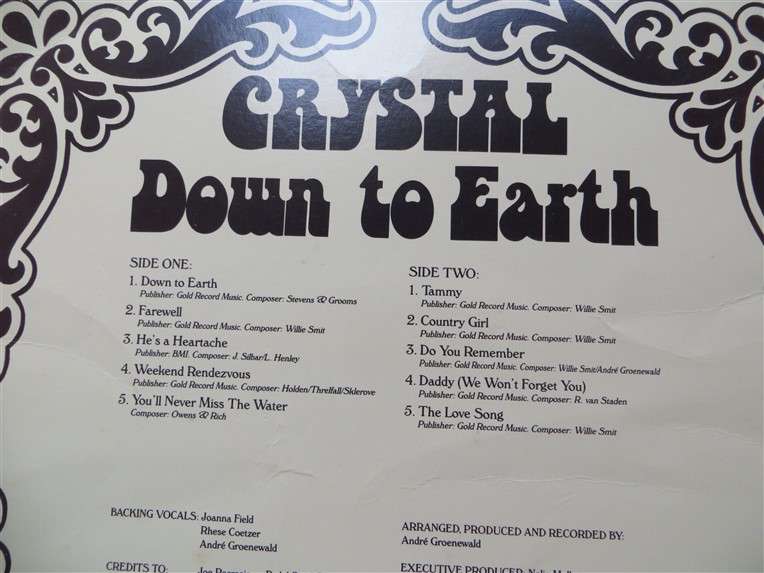 CRYSTAL
Down to Earth
SIDE ONE:
1. Down to Earth
Publisher: Gold Record Music. Composer: Stevens & Grooms
2. Farewell
Publisher: Gold Record Music. Composer: Willie Smit
3. He's a Heartache
Publisher: BMI. Composer: J. Silbar/L. Henley
4. Weekend Rendezvous
Publisher: Gold Record Music. Composer: Holden/Threlfall/Sklerove
5. You'll Never Miss The Water
Composer: Owens & Rich
SIDE TWO:
1. Tammy
Publisher: Gold Record Music. Composer: Willie Smit
2. Country Girl
Publisher: Gold Record Music. Composer: Willie Smit
3. Do You Remember
Publisher: Gold Record Music. Composer: Willie Smit/André Groenewald
4. Daddy (We Won't Forget You)
Publisher: Gold Record Music. Composer: R. van Staden
5. The Love Song
Publisher: Gold Record Music. Composer: Willie Smit
BACKING VOCALS: Joanna Field
Rhese Coetzer
André Groenewald
CREDITS TO:
ARRANGED, PRODUCED AND RECORDED BY:
André Groenewald
EXECUTIVE PRODUCER: